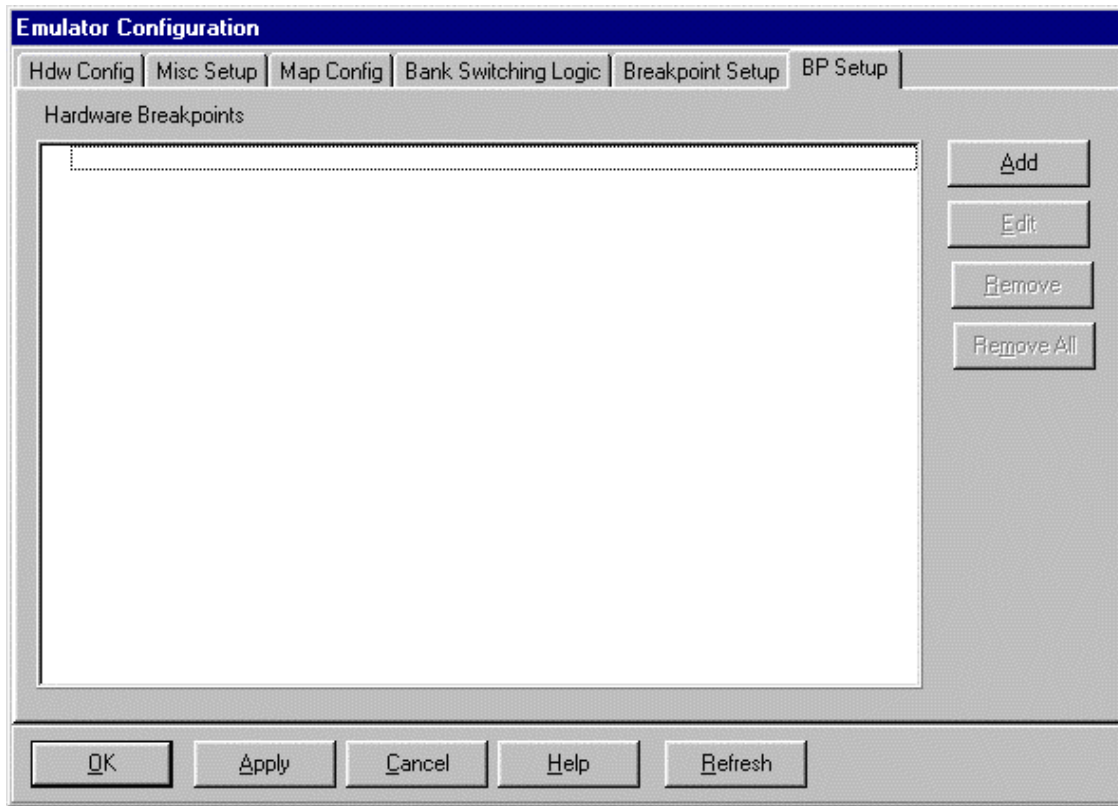 Emulator Configuration
Hdw Config Misc Setup Map Config Bank Switching Logic Breakpoint Setup BP Setup
Hardware Breakpoints
Add
Edit
Remove
Remove All
OK Apply Cancel Help Refresh